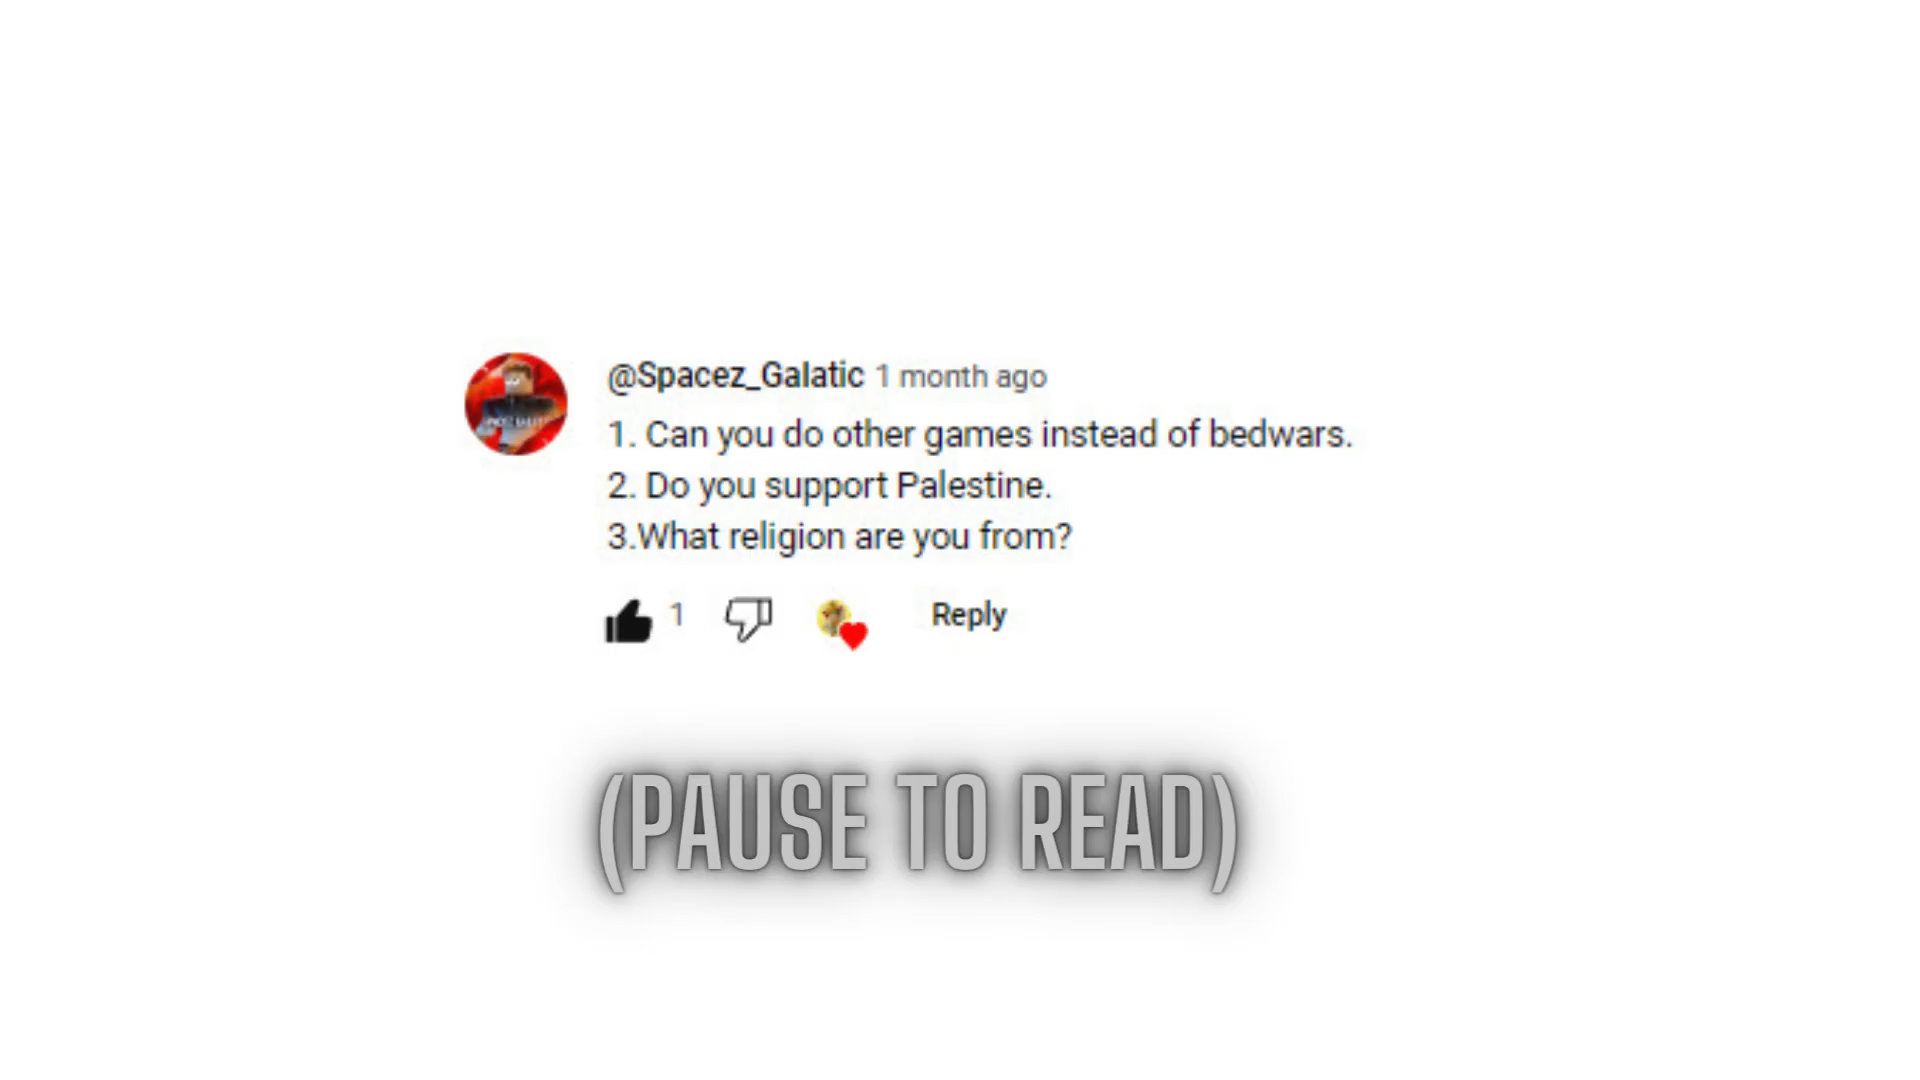 @Spacez_Galatic 1 month ago
1. Can you do other games instead of bedwars.
2. Do you support Palestine.
3.What religion are you from?
1
Reply
(PAUSE TO READ)